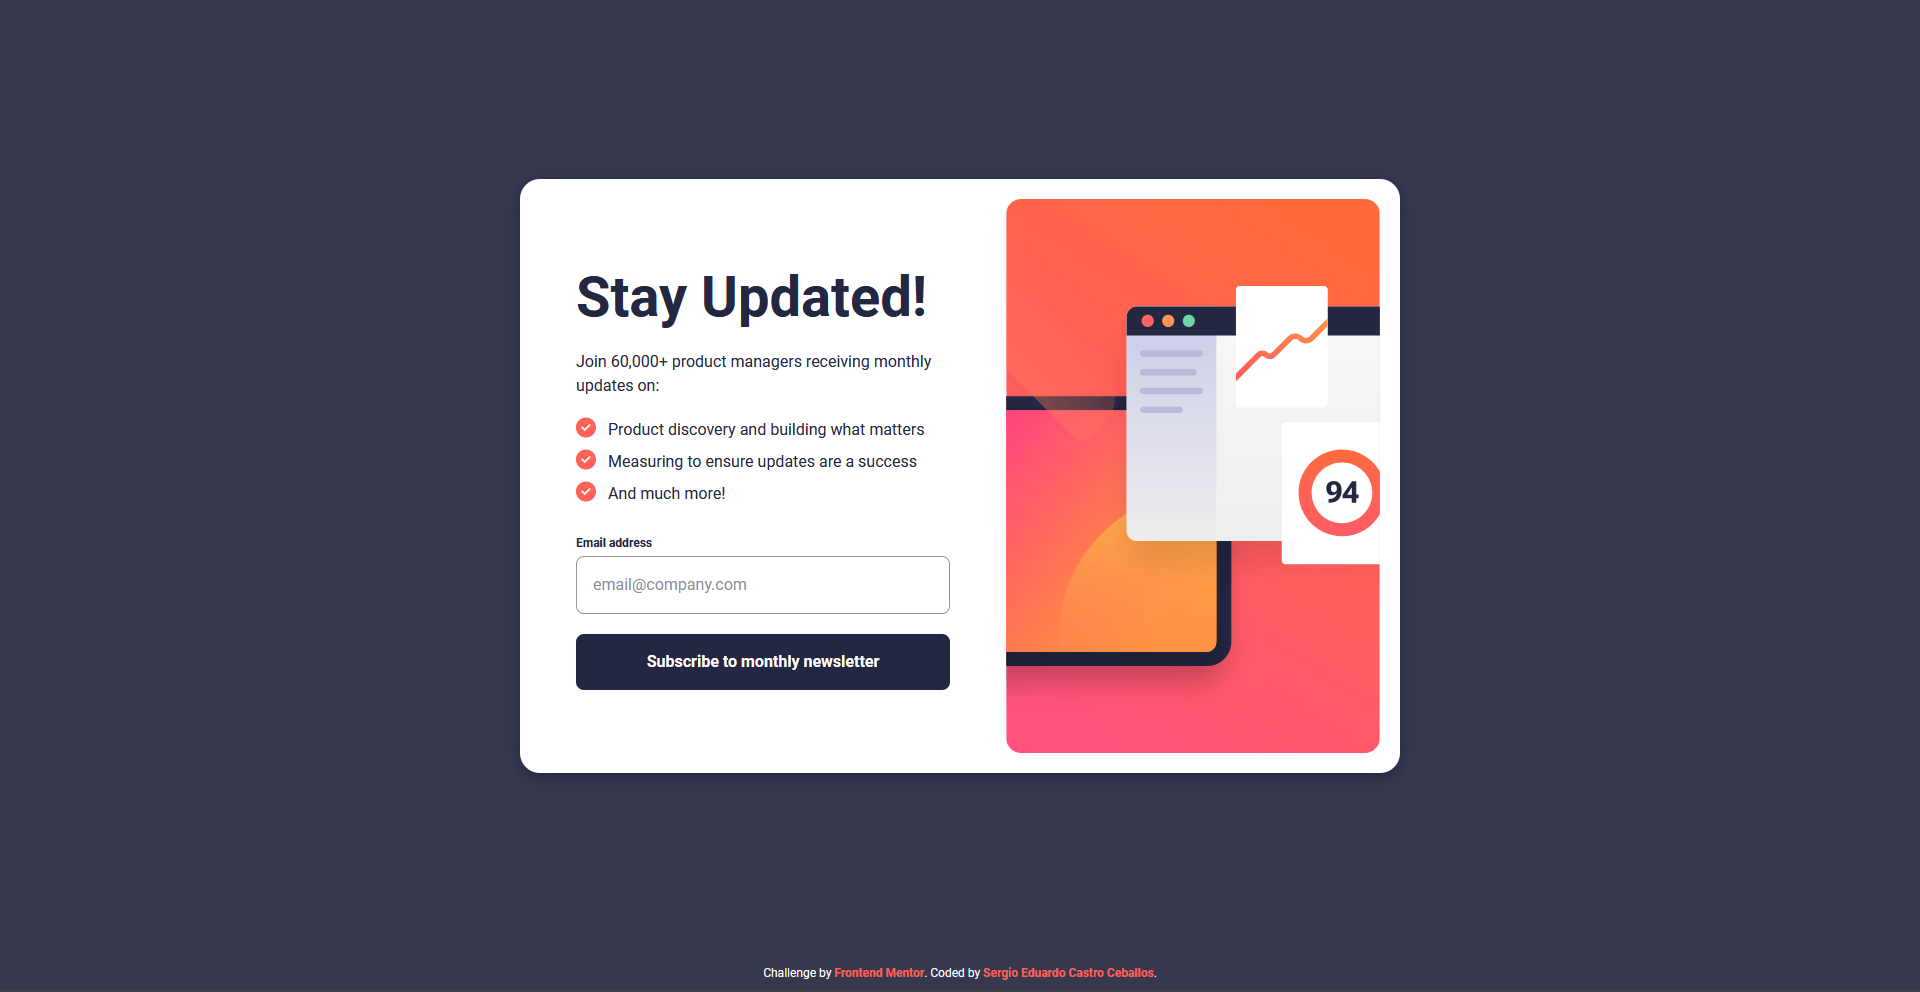 Stay Updated!
Join 60,000+ product managers receiving monthly
updates on:
Product discovery and building what matters
Measuring to ensure updates are a success
And much more!
Email address
email@company.com
Subscribe to monthly newsletter
94
Challenge by Frontend Mentor. Coded by Sergio Eduardo Castro Ceballos.